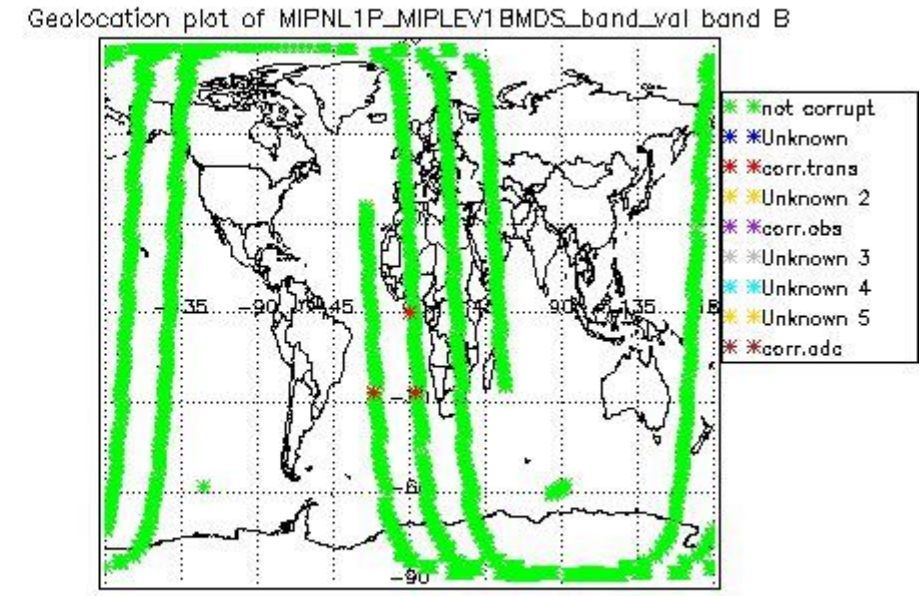 Geolocation plot of MIPNL1P_MIPLEV1BMDS_band_val band B
not corrupt
Unknown
corr.trans
Unknown 2
corr.obs
Unknown 3
Unknown 4
Unknown 5
corr.adc
-90
45
90
135
-90